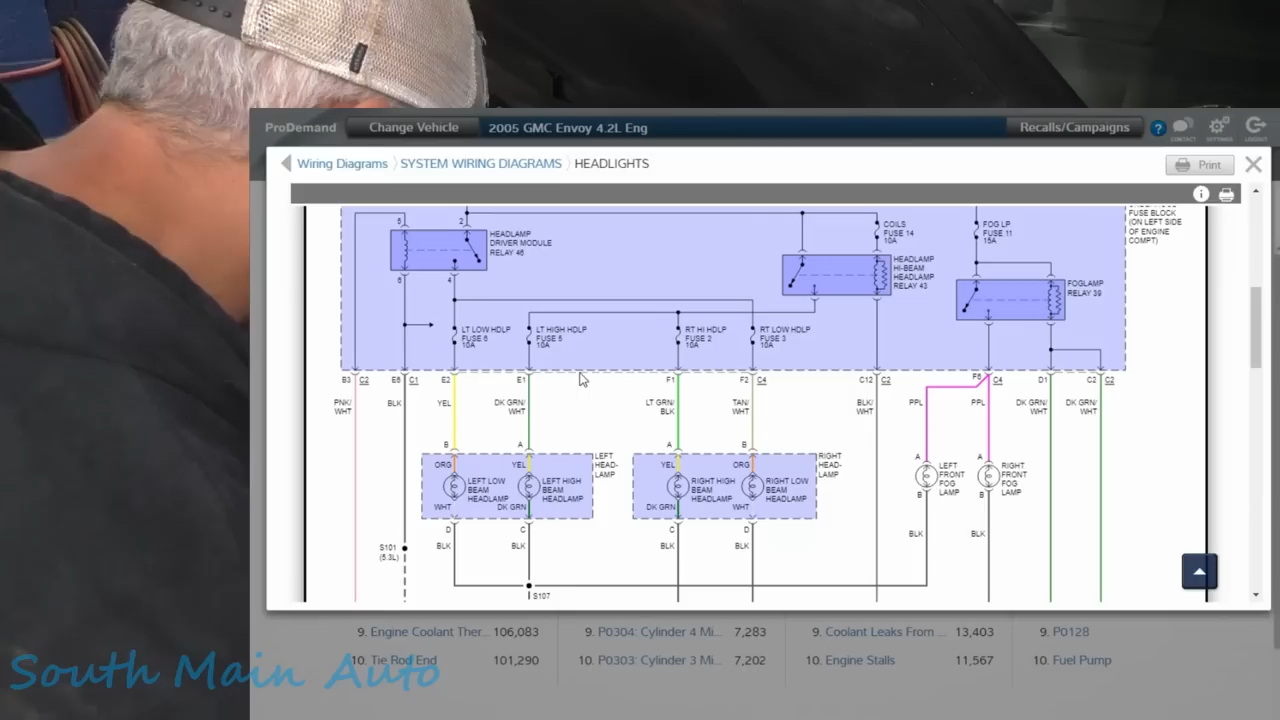 ProDemand Change Vehicle 2005 GMC Envoy 4.2L Eng Recalls/Campaigns ?
CONTACT SETTINGS LOGOUT
Wiring Diagrams SYSTEM WIRING DIAGRAMS HEADLIGHTS Print
FUSE BLOCK
(ON LEFT SIDE
OF ENGINE
COMPT)
5 2
HEADLAMP
DRIVER MODULE
RELAY 46
6 4
COILS
FUSE 14
10A
HEADLAMP
HI-BEAM
HEADLAMP
RELAY 43
FOG LP
FUSE 11
15A
FOGLAMP
RELAY 39
LT LOW HDLP
FUSE 6
10A
LT HIGH HDLP
FUSE 5
10A
RT HI HDLP
FUSE 2
10A
RT LOW HDLP
FUSE 3
10A
B3 C2 E6 C1 E2 E1 F1 F2 C4 C12 C2 F6 C4 D1 C2 C2
PNK/
WHT
BLK
YEL
DK GRN/
WHT
LT GRN/
BLK
TAN/
WHT
BLK/
WHT
PPL
PPL
DK GRN/
WHT
DK GRN/
WHT
B A A B
ORG YEL
LEFT
HEAD-
LAMP
LEFT LOW
BEAM
HEADLAMP
LEFT HIGH
BEAM
HEADLAMP
WHT DK GRN
YEL ORG
RIGHT
HEAD-
LAMP
RIGHT HIGH
BEAM
HEADLAMP
RIGHT LOW
BEAM
HEADLAMP
DK GRN WHT
A
LEFT
FRONT
FOG
LAMP
B
A
RIGHT
FRONT
FOG
LAMP
B
D C C D
BLK BLK BLK BLK BLK BLK
S101
(5.3L)
S107
9. Engine Coolant Ther... 106,083 9. P0304: Cylinder 4 Mi... 7,283 9. Coolant Leaks From ... 13,403 9. P0128
10. Tie Rod End 101,290 10. P0303: Cylinder 3 Mi... 7,202 10. Engine Stalls 11,567 10. Fuel Pump
South Main Auto